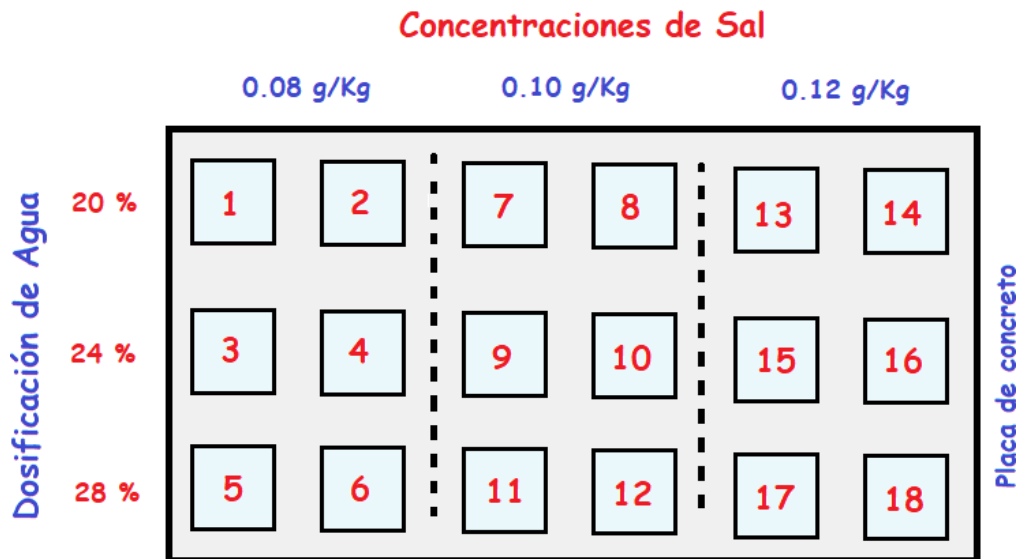 Concentraciones de Sal
0.08 g/Kg 0.10 g/Kg 0.12 g/Kg
Dosificación de Agua
20 % 1 2 7 8 13 14
24 % 3 4 9 10 15 16
28 % 5 6 11 12 17 18
Placa de concreto